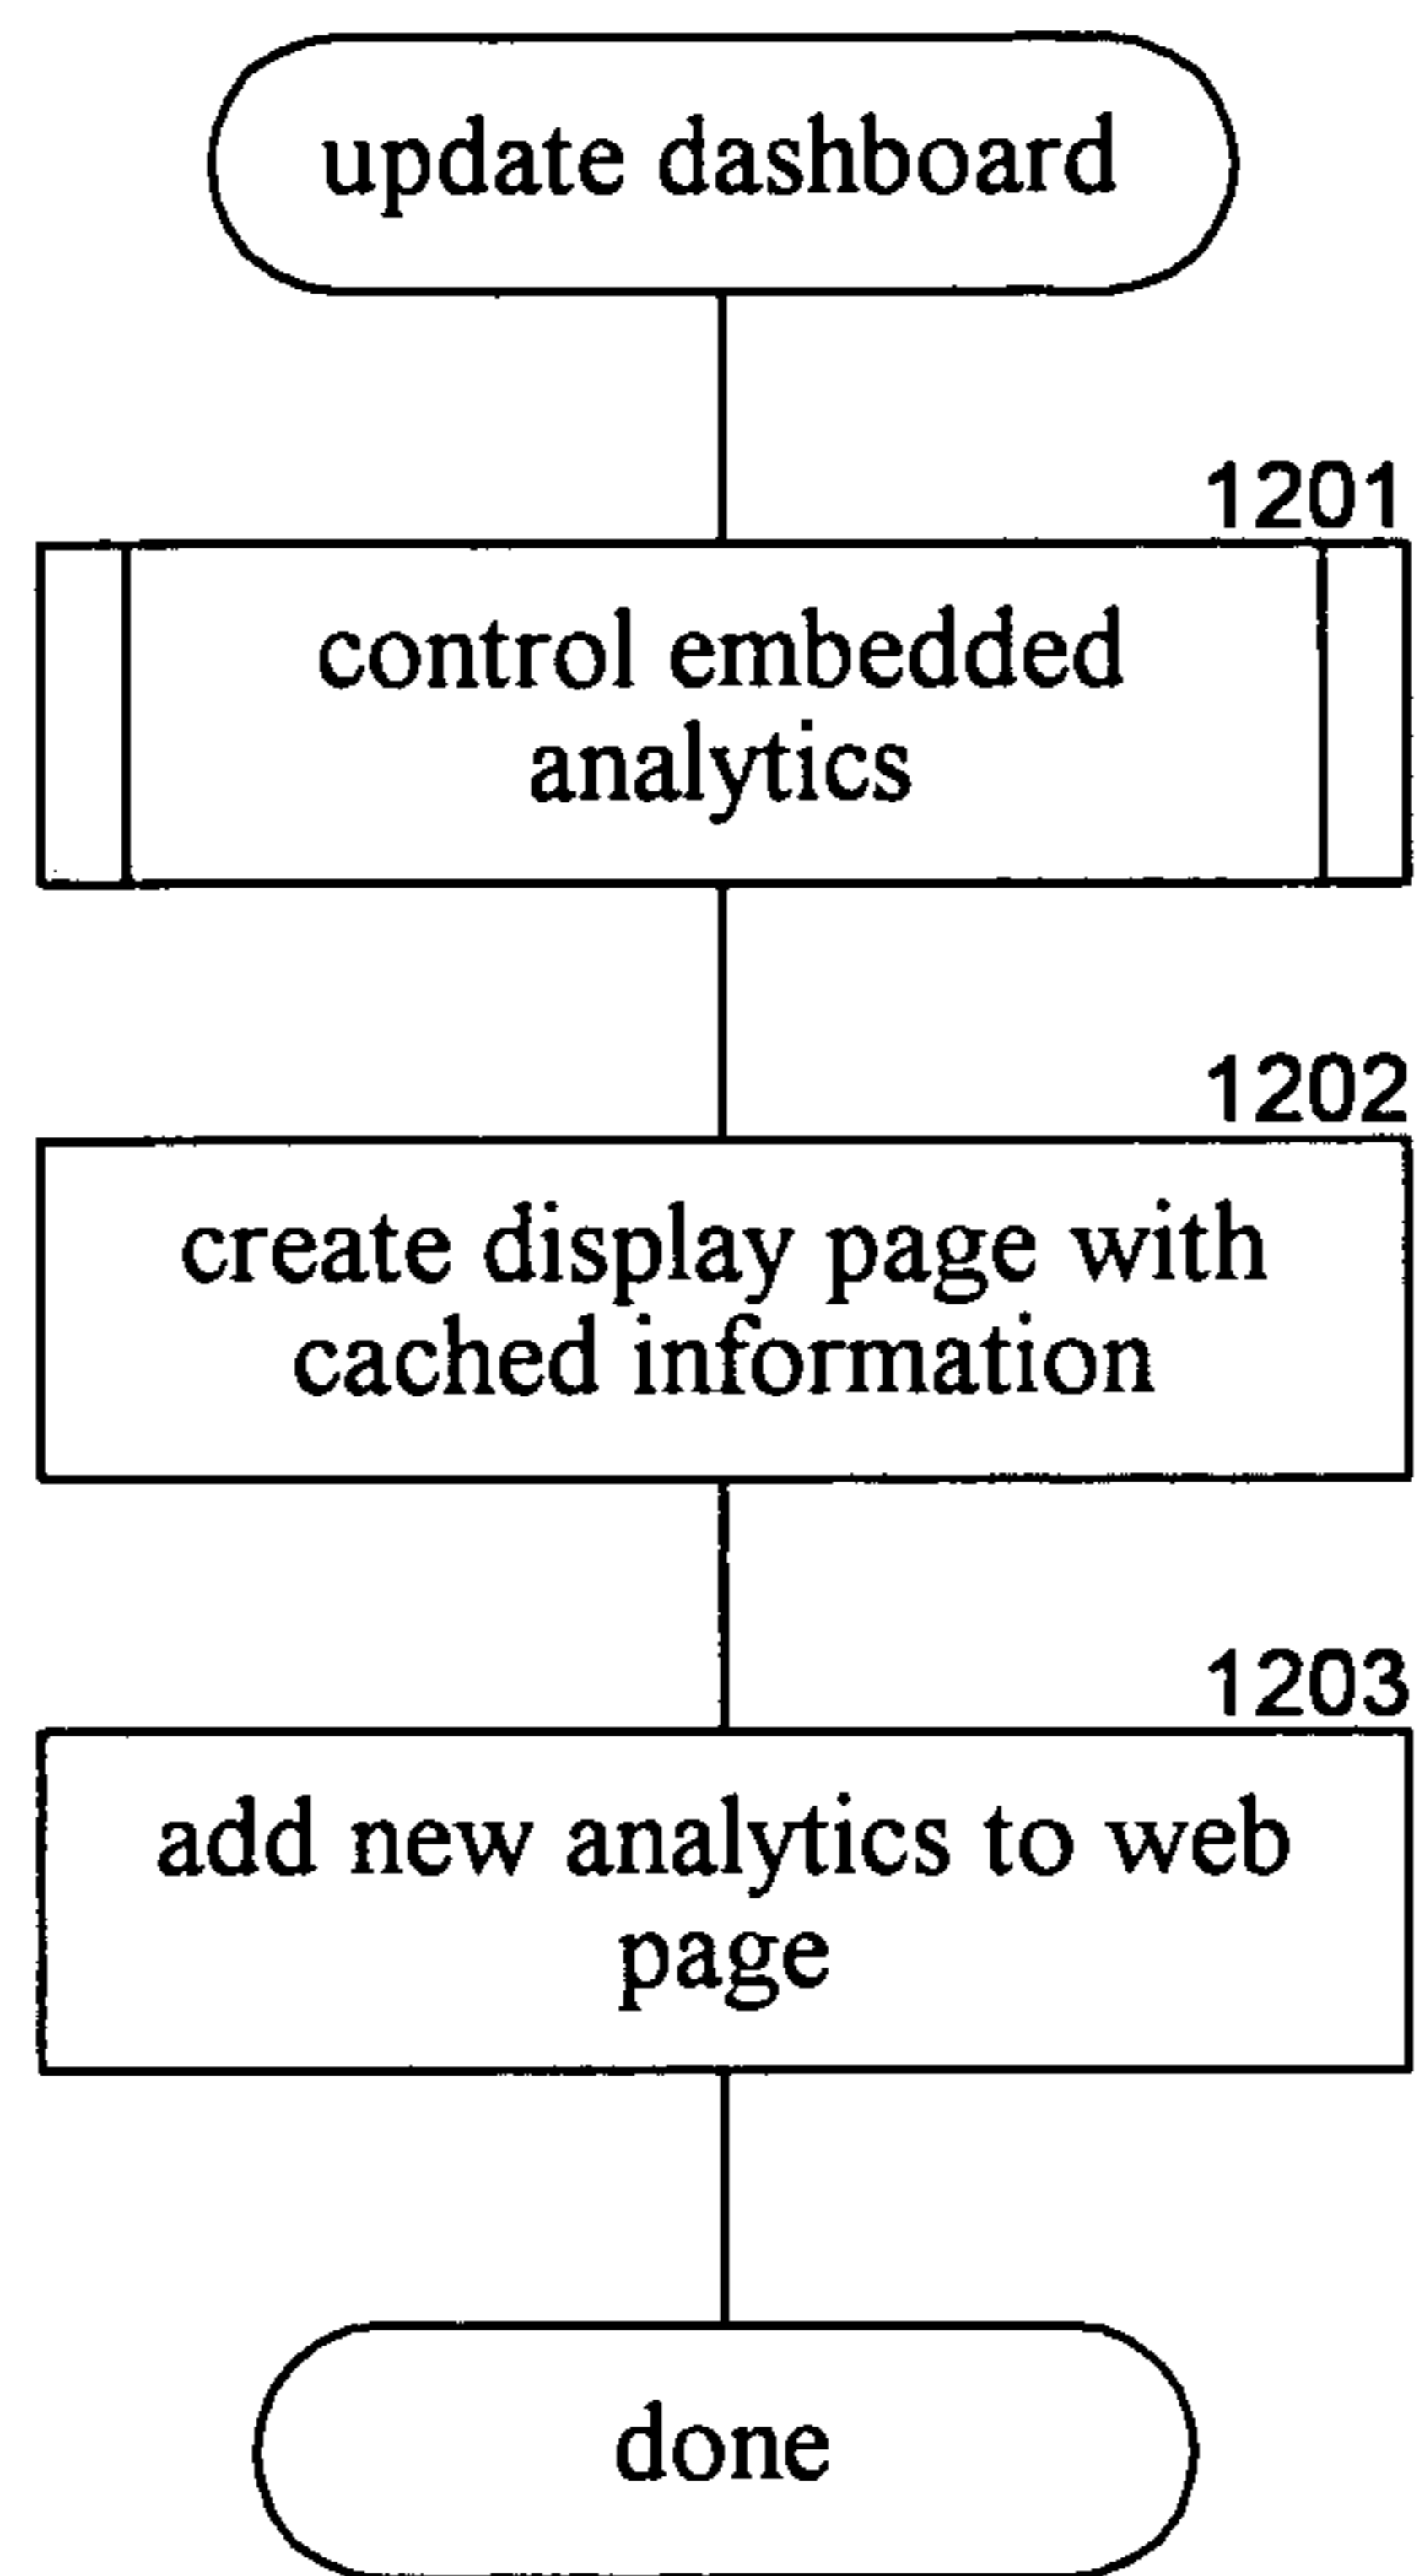 update dashboard
1201
control embedded
analytics
1202
create display page with
cached information
1203
add new analytics to web
page
done